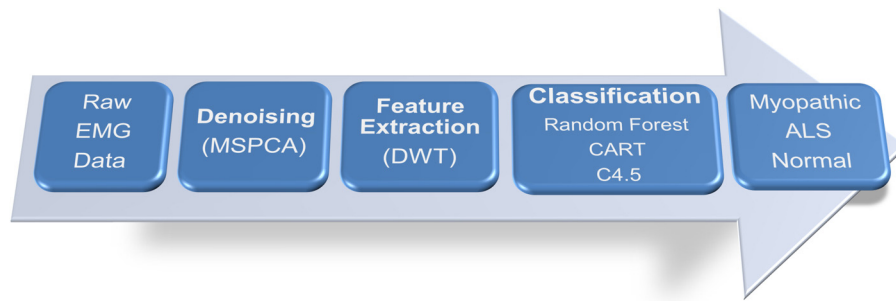 Raw
EMG
Data
Denoising
(MSPCA)
Feature
Extraction
(DWT)
Classification
Random Forest
CART
C4.5
Myopathic
ALS
Normal